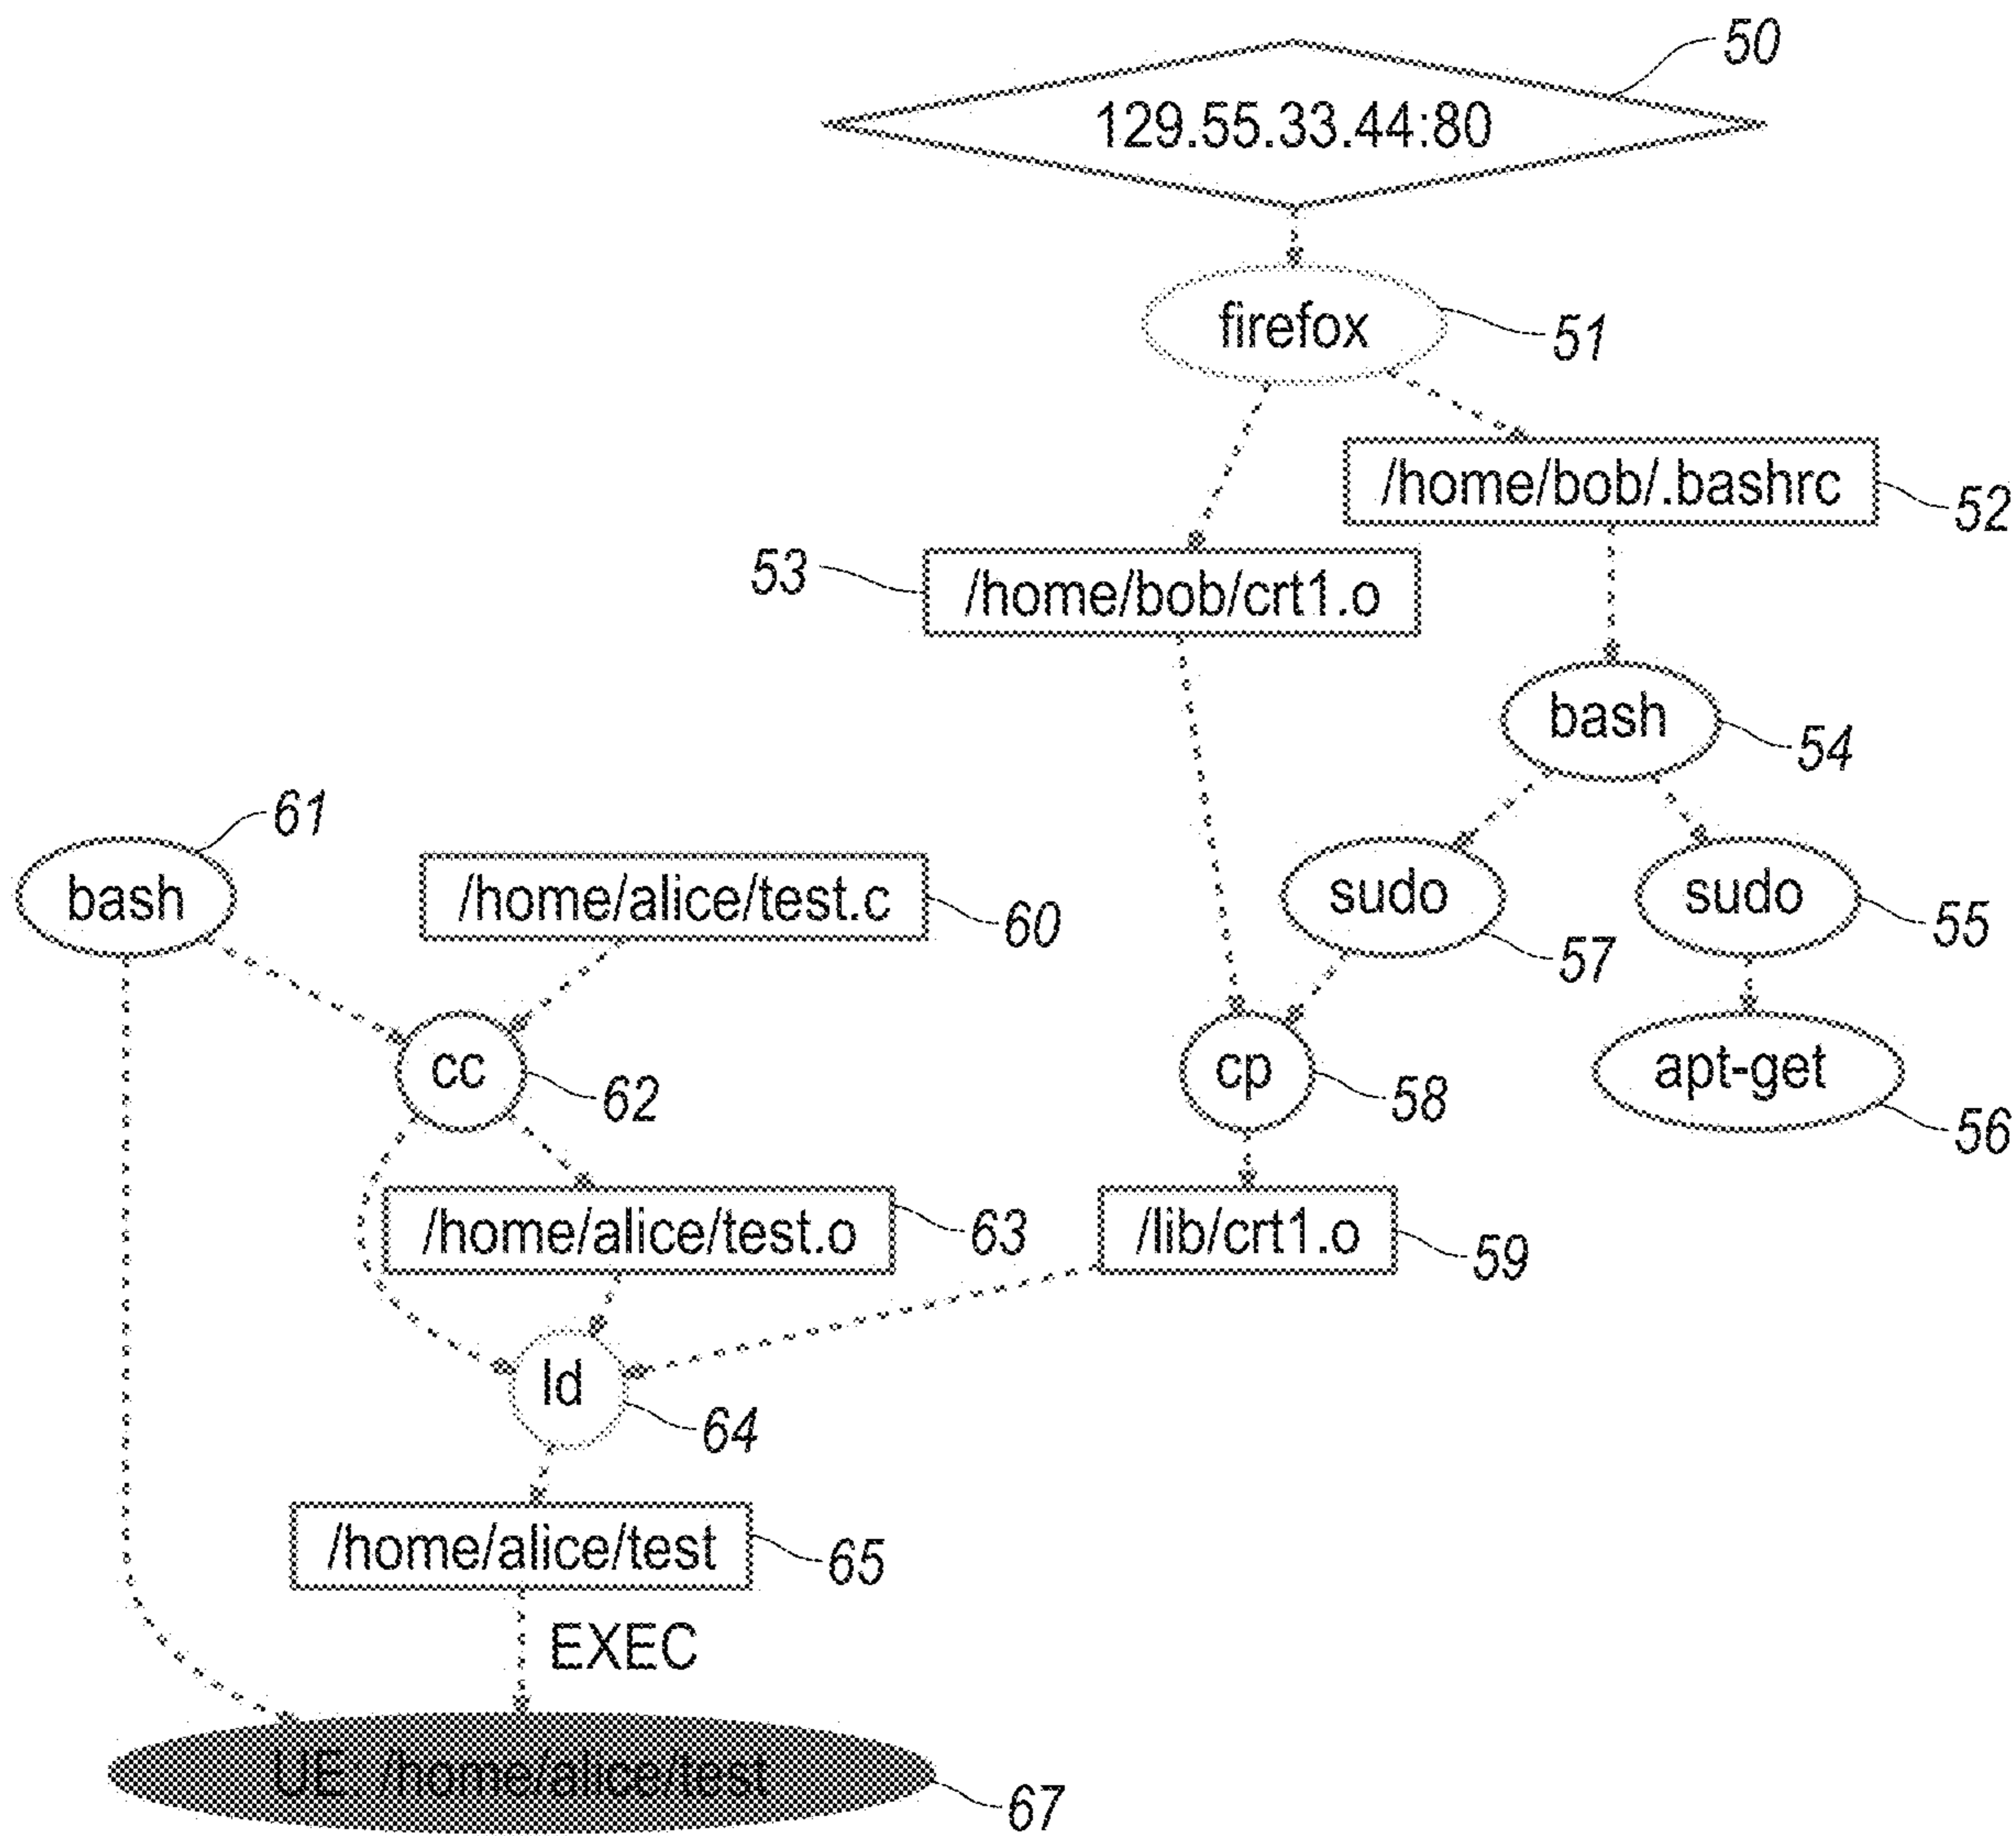 50
129.55.33.44:80
firefox
51
/home/bob/.bashrc
52
53
/home/bob/crt1.o
bash
54
61
bash
/home/alice/test.c
60
sudo
57
sudo
55
cc
62
cp
58
apt-get
56
/home/alice/test.o
63
/lib/crt1.o
59
ld
64
/home/alice/test
65
EXEC
UE: /home/alice/test
67